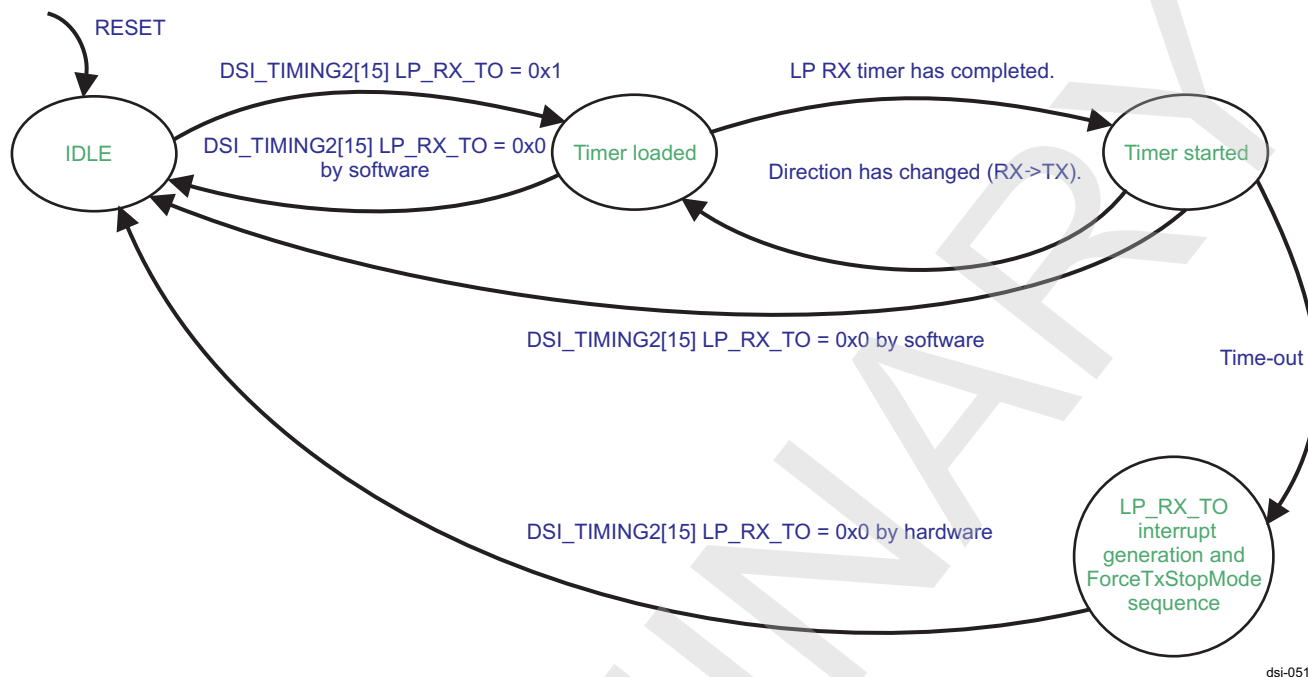 RESET
DSI_TIMING2[15] LP_RX_TO = 0x1
LP RX timer has completed.
IDLE
DSI_TIMING2[15] LP_RX_TO = 0x0
by software
Timer loaded
Direction has changed (RX->TX).
Timer started
DSI_TIMING2[15] LP_RX_TO = 0x0 by software
Time-out
DSI_TIMING2[15] LP_RX_TO = 0x0 by hardware
LP_RX_TO
interrupt
generation and
ForceTxStopMode
sequence
dsi-051
INARY